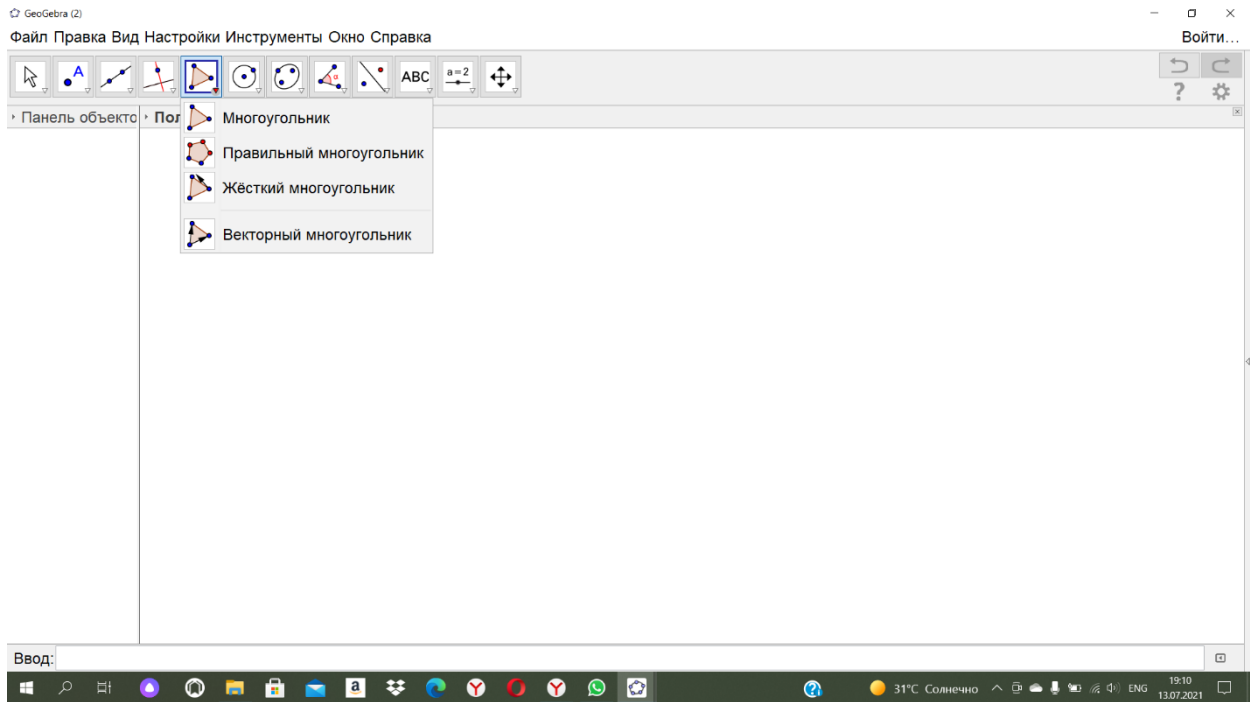 GeoGebra (2)
Файл Правка Вид Настройки Инструменты Окно Справка
Войти...
A
α
ABC
a=2
?
Панель объекто
Пол
Многоугольник
Правильный многоугольник
Жёсткий многоугольник
Векторный многоугольник
Ввод:
31°C Солнечно
ENG
19:10
13.07.2021